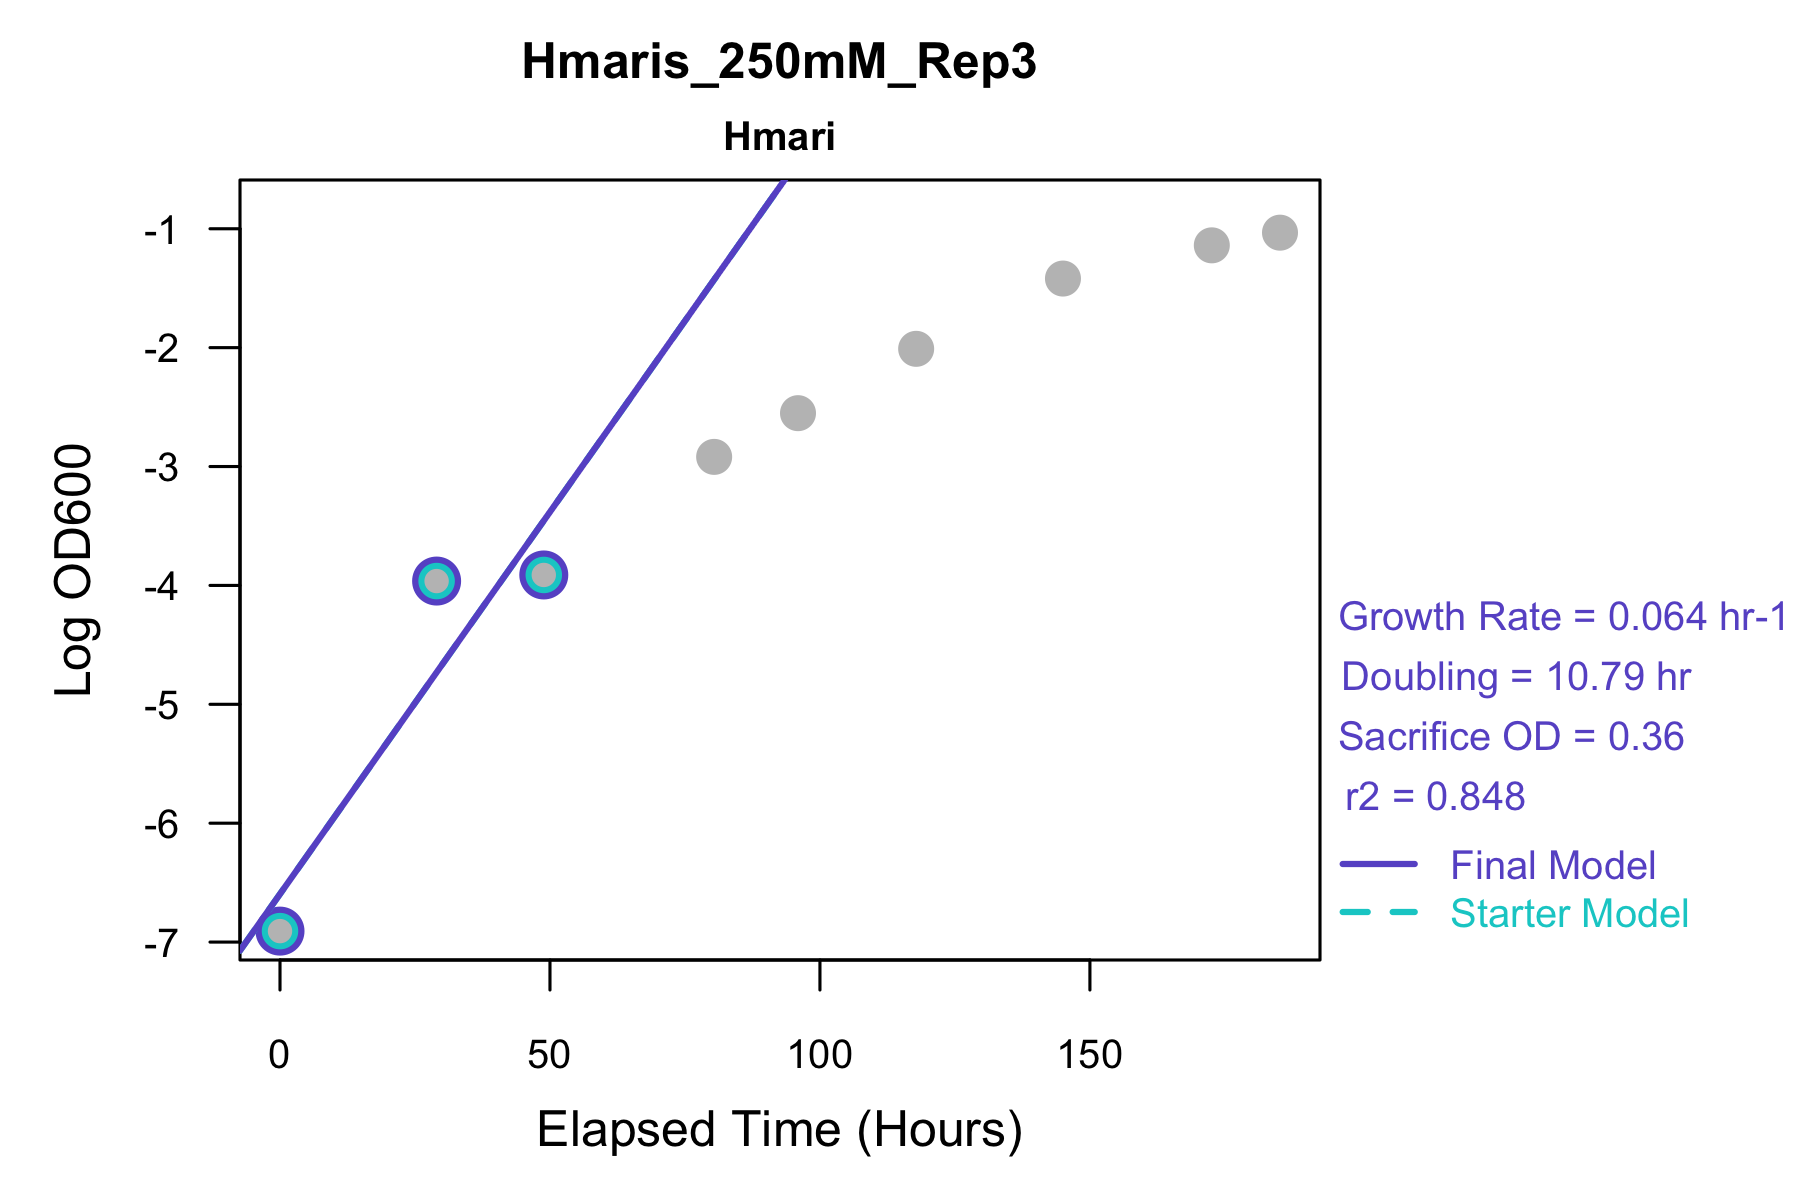 Hmaris_250mM_Rep3
Hmari
Log OD600
-1
-2
-3
-4
-5
-6
-7
0
50
100
150
Elapsed Time (Hours)
Growth Rate = 0.064 hr-1
Doubling = 10.79 hr
Sacrifice OD = 0.36
r2 = 0.848
Final Model
Starter Model